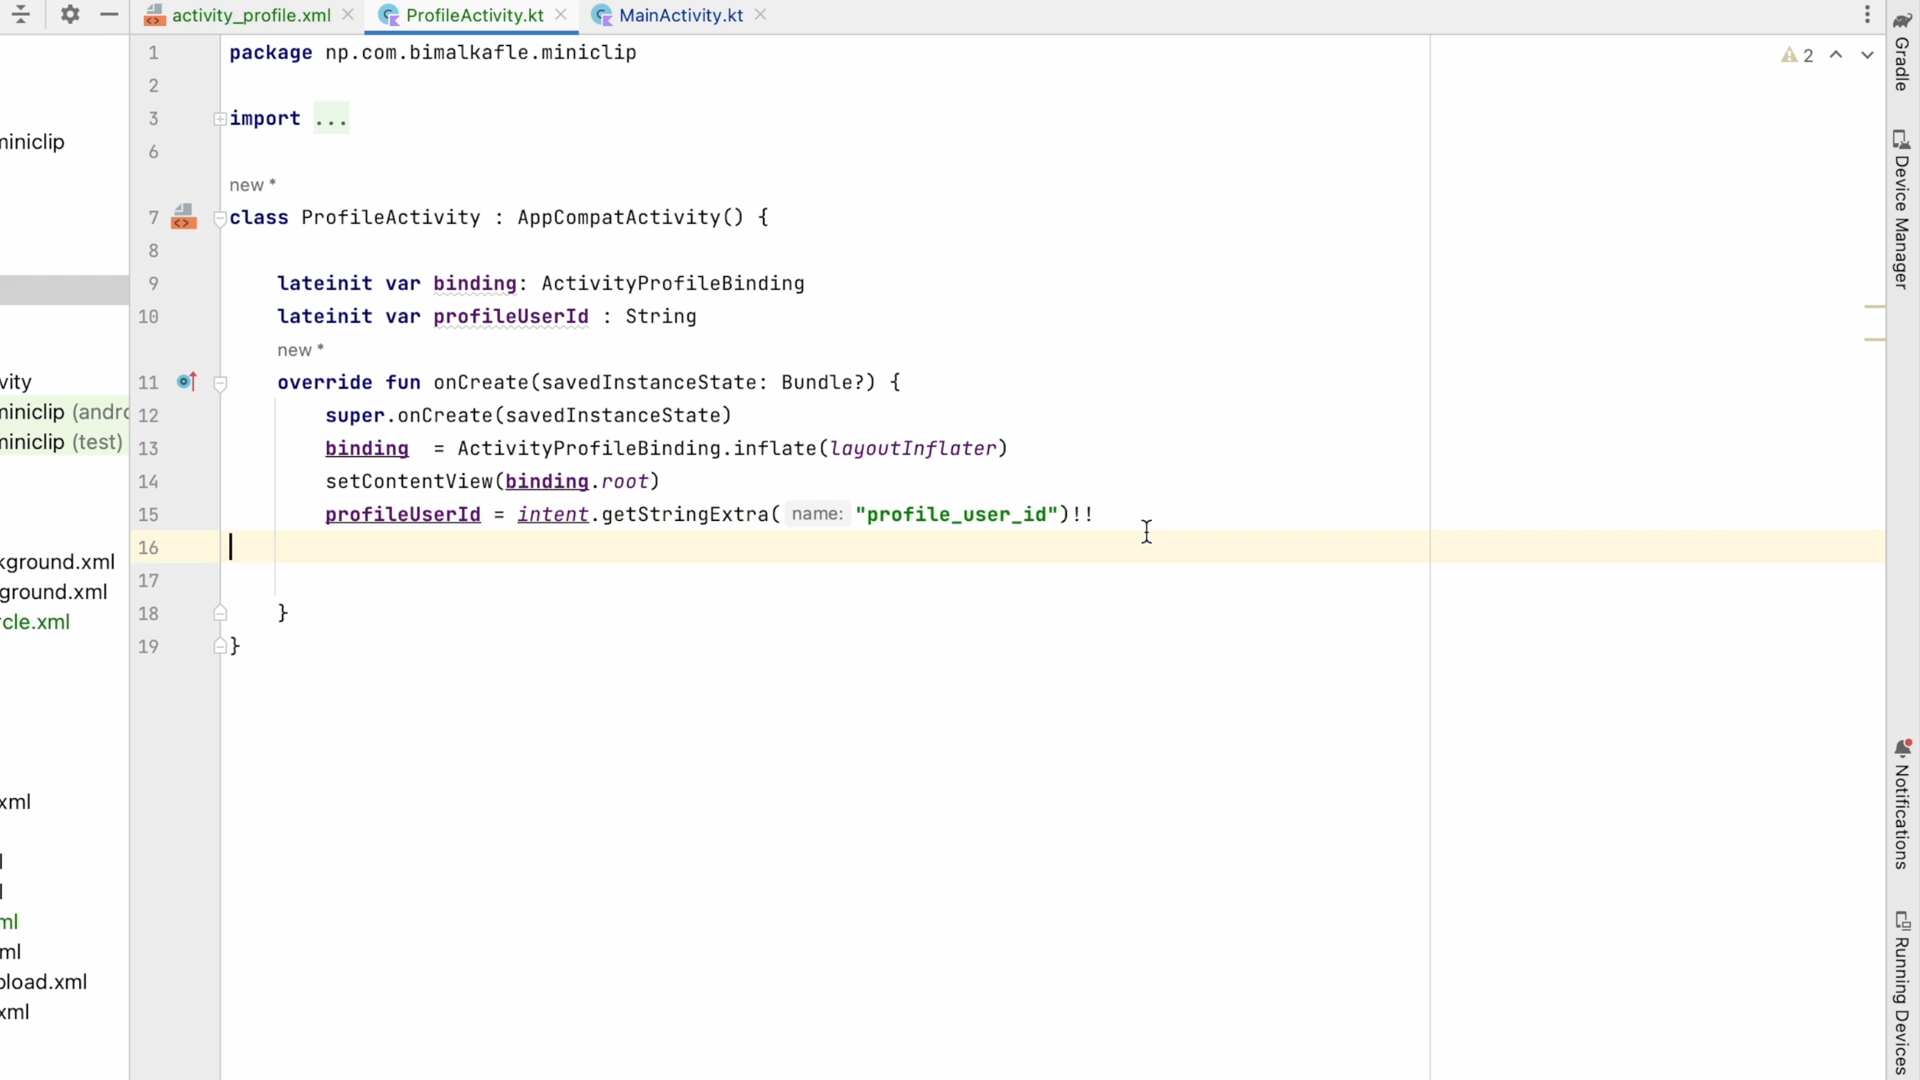 activity_profile.xml
ProfileActivity.kt
MainActivity.kt
1 package np.com.bimalkafle.miniclip
2
3 import ...
6
new *
7 class ProfileActivity : AppCompatActivity() {
8
9 lateinit var binding: ActivityProfileBinding
10 lateinit var profileUserId : String
new *
11 override fun onCreate(savedInstanceState: Bundle?) {
12 super.onCreate(savedInstanceState)
13 binding = ActivityProfileBinding.inflate(layoutInflater)
14 setContentView(binding.root)
15 profileUserId = intent.getStringExtra( name: "profile_user_id")!!
16
17
18 }
19 }
2
niniclip
vity
niniclip (andro
niniclip (test)
kground.xml
ground.xml
rcle.xml
xml
l
l
ml
ml
pload.xml
xml
Gradle
Device Manager
Notifications
Running Devices